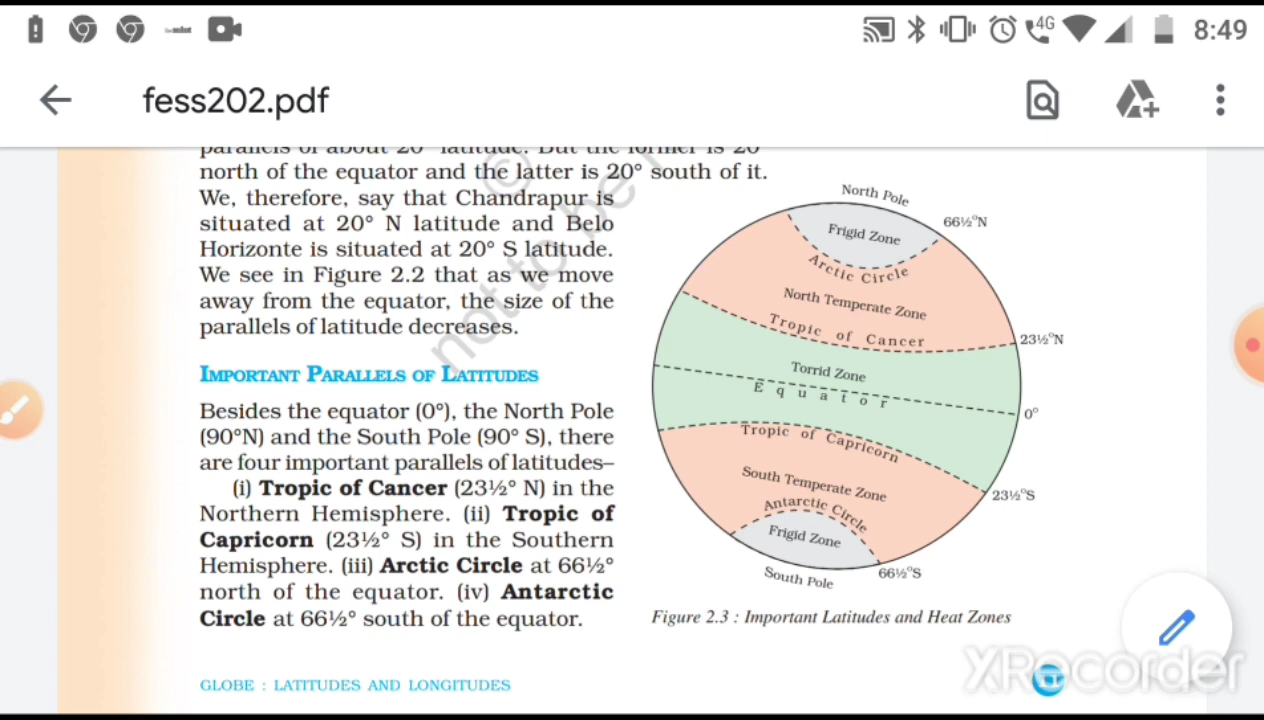 4G
8:49
fess202.pdf
north of the equator and the latter is 20° south of it.
We, therefore, say that Chandrapur is
situated at 20° N latitude and Belo
Horizonte is situated at 20° S latitude.
We see in Figure 2.2 that as we move
away from the equator, the size of the
parallels of latitude decreases.
IMPORTANT PARALLELS OF LATITUDES
Besides the equator (0°), the North Pole
(90°N) and the South Pole (90° S), there
are four important parallels of latitudes–
(i) Tropic of Cancer (23½° N) in the
Northern Hemisphere. (ii) Tropic of
Capricorn (23½° S) in the Southern
Hemisphere. (iii) Arctic Circle at 66½°
north of the equator. (iv) Antarctic
Circle at 66½° south of the equator.
North Pole
66½°N
Frigid Zone
Arctic Circle
North Temperate Zone
Tropic of Cancer
23½°N
Torrid Zone
Equator
0°
Tropic of Capricorn
South Temperate Zone
23½°S
Antarctic Circle
Frigid Zone
66½°S
South Pole
Figure 2.3 : Important Latitudes and Heat Zones
© not to be
GLOBE : LATITUDES AND LONGITUDES
11
XRecorder